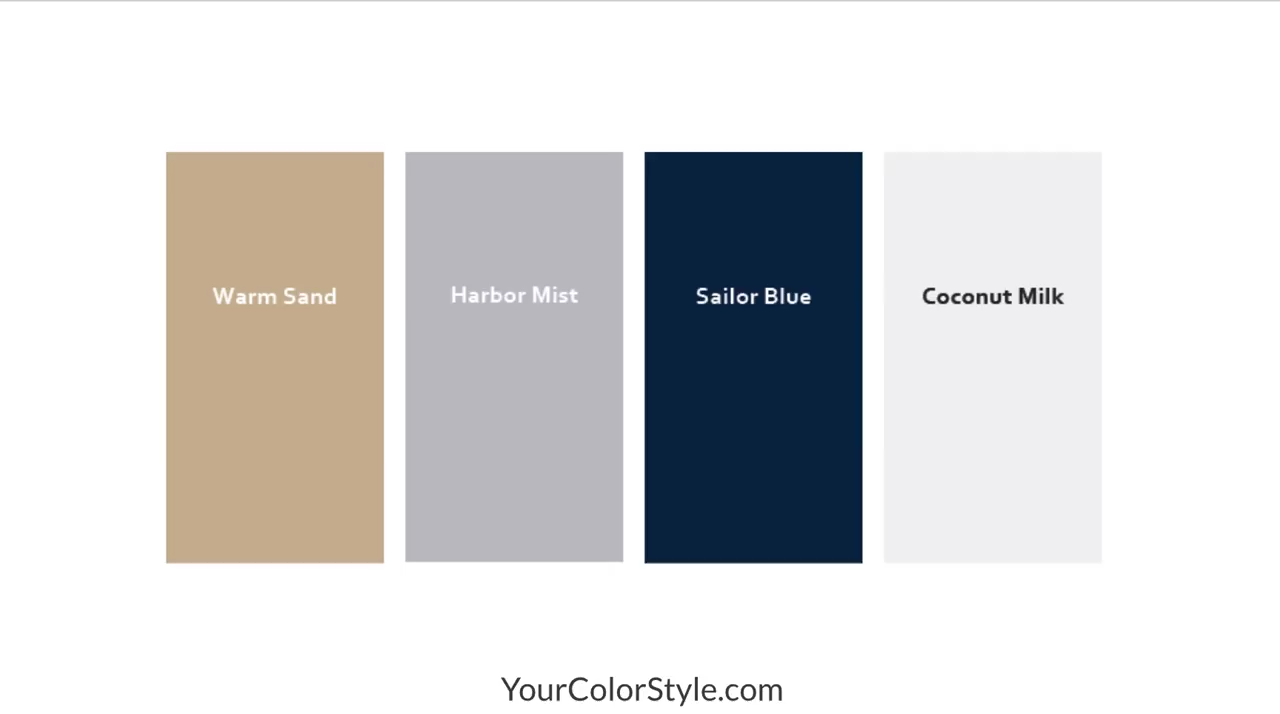 Warm Sand
Harbor Mist
Sailor Blue
Coconut Milk
YourColorStyle.com